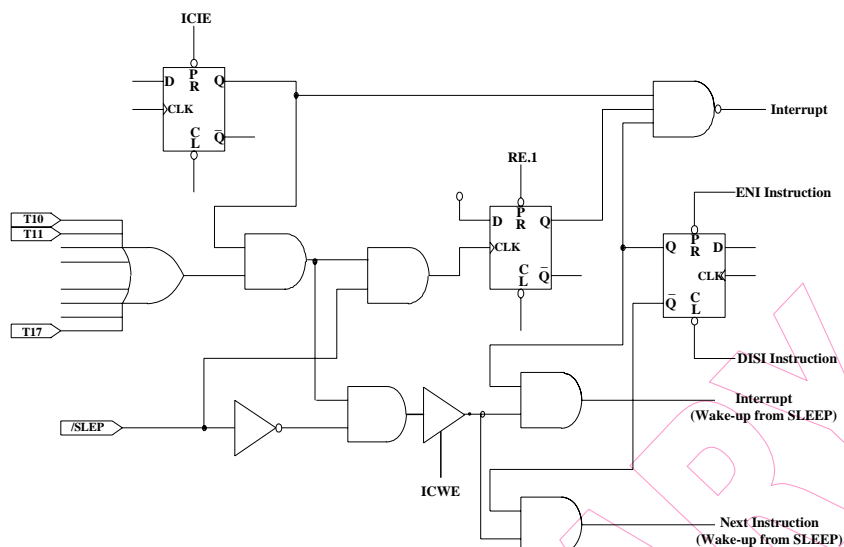 ICIE
D
P
R
Q
CLK
C
L
Q̅
Interrupt
RE.1
ENI Instruction
T10
T11
D
P
R
Q
CLK
C
L
Q̅
Q
P
R
D
CLK
Q̅
C
L
T17
DISI Instruction
/SLEP
Interrupt
(Wake-up from SLEEP)
ICWE
Next Instruction
(Wake-up from SLEEP)